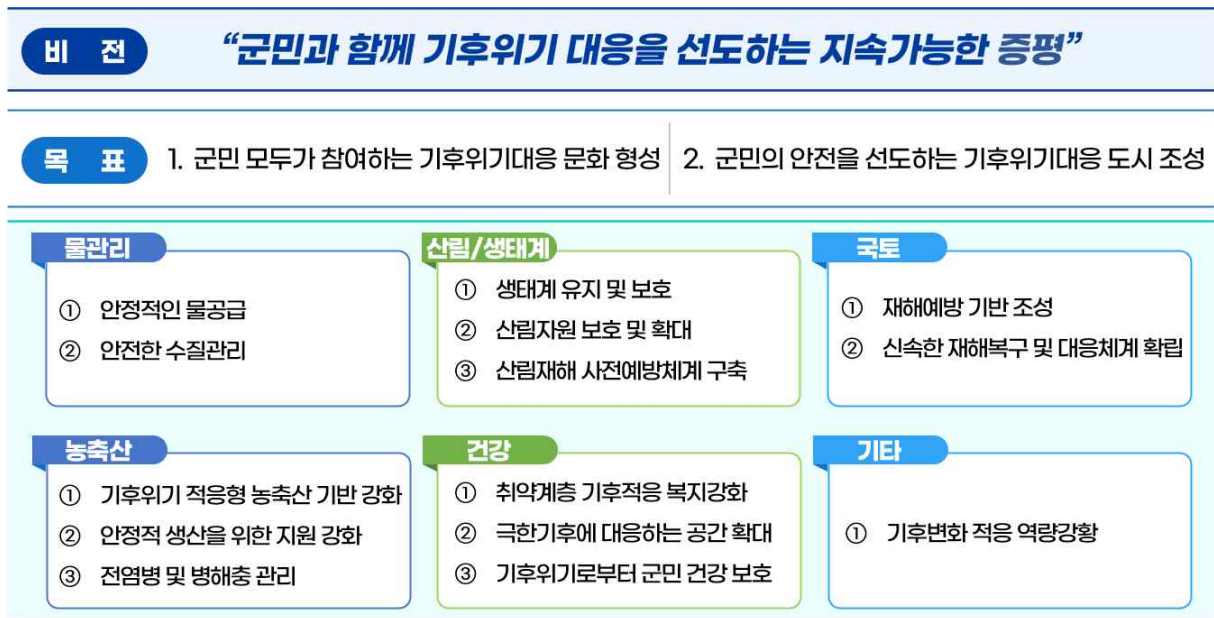 비 전
“군민과 함께 기후위기 대응을 선도하는 지속가능한 증평”
목 표
1. 군민 모두가 참여하는 기후위기대응 문화 형성
2. 군민의 안전을 선도하는 기후위기대응 도시 조성
물관리
① 안정적인 물공급
② 안전한 수질관리
산림/생태계
① 생태계 유지 및 보호
② 산림자원 보호 및 확대
③ 산림재해 사전예방체계 구축
국토
① 재해예방 기반 조성
② 신속한 재해복구 및 대응체계 확립
농축산
① 기후위기 적응형 농축산 기반 강화
② 안정적 생산을 위한 지원 강화
③ 전염병 및 병해충 관리
건강
① 취약계층 기후적응 복지강화
② 극한기후에 대응하는 공간 확대
③ 기후위기로부터 군민 건강 보호
기타
① 기후변화 적응 역량강황